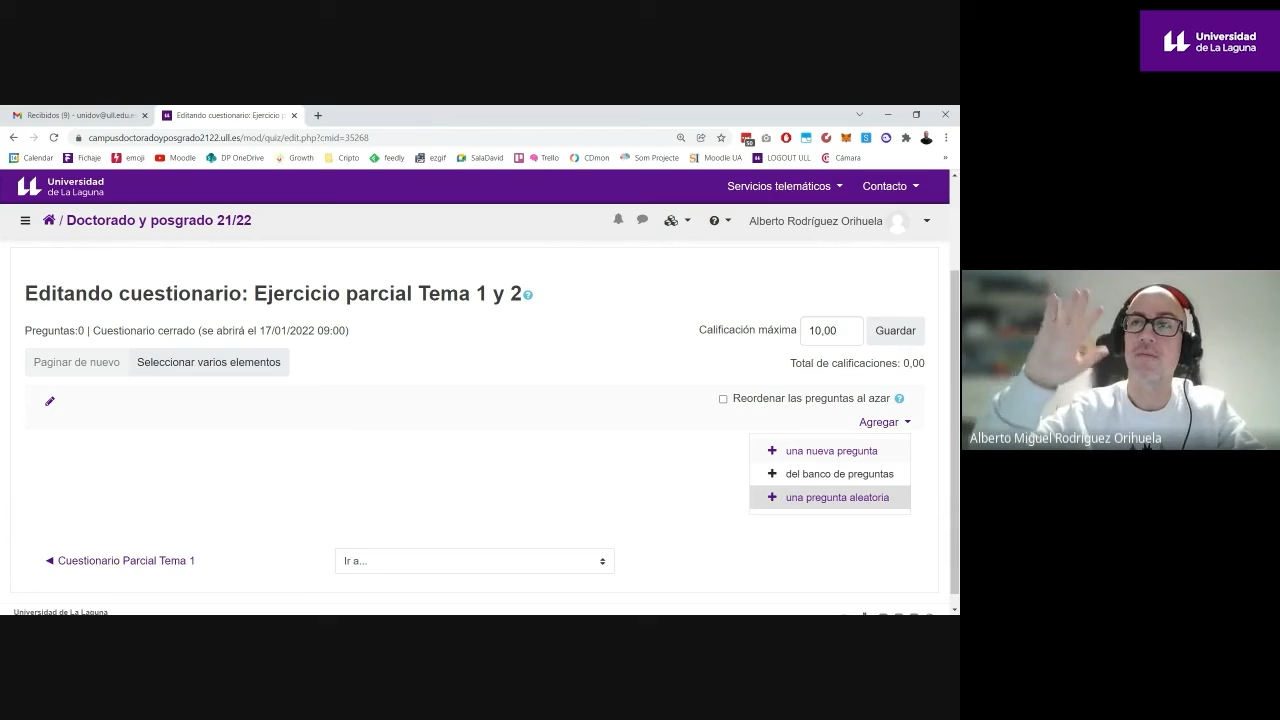 Universidad
de La Laguna
Recibidos (9) - unidov@ull.edu.e
Editando cuestionario: Ejercicio p
campusdoctoradoyposgrado2122.ull.es/mod/quiz/edit.php?cmid=35268
50
Calendar
Fichaje
emoji
Moodle
DP OneDrive
Growth
Cripto
feedly
ezgif
SalaDavid
Trello
CDmon
Som Projecte
Moodle UA
LOGOUT ULL
Cámara
»
Universidad
de La Laguna
Servicios telemáticos
Contacto
/ Doctorado y posgrado 21/22
Alberto Rodríguez Orihuela
Editando cuestionario: Ejercicio parcial Tema 1 y 2
Preguntas:0 | Cuestionario cerrado (se abrirá el 17/01/2022 09:00)
Calificación máxima
10,00
Guardar
Paginar de nuevo
Seleccionar varios elementos
Total de calificaciones: 0,00
Reordenar las preguntas al azar
Agregar
una nueva pregunta
del banco de preguntas
una pregunta aleatoria
Alberto Miguel Rodríguez Orihuela
◄ Cuestionario Parcial Tema 1
Ir a...
Universidad de La Laguna